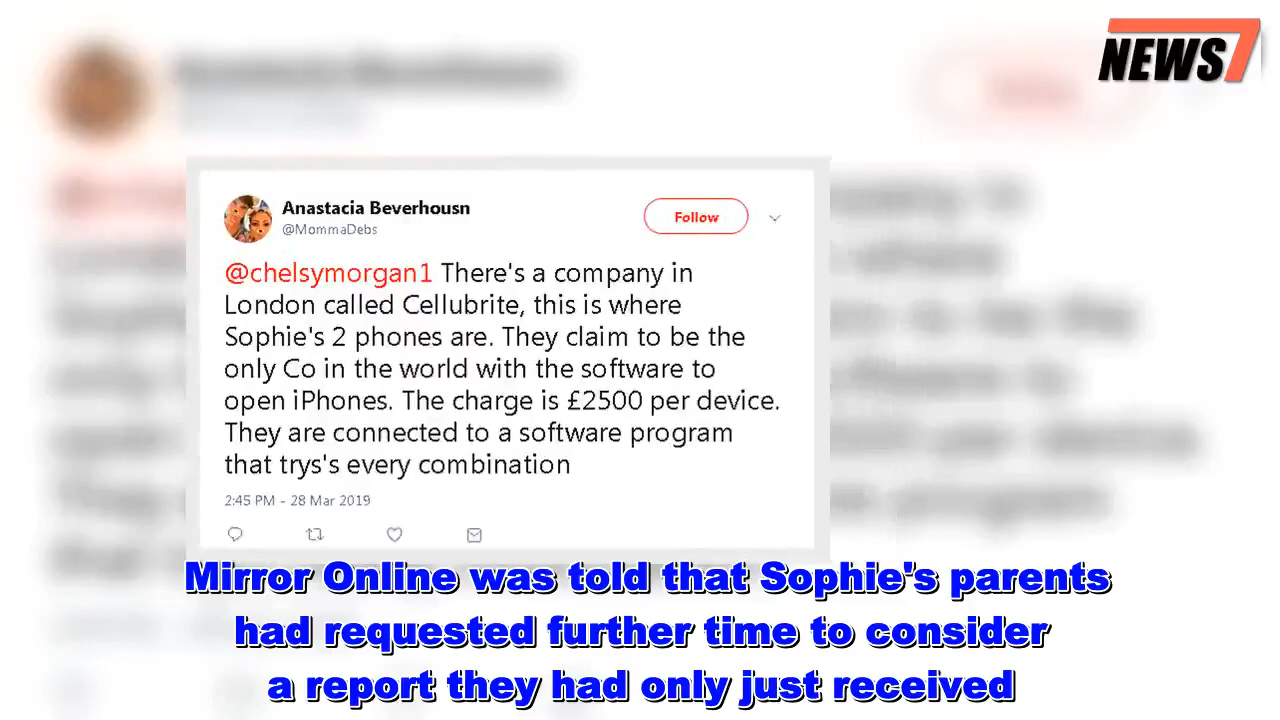 NEWS 7
Anastacia Beverhousn
@MommaDebs
Follow
@chelsymorgan1 There's a company in
London called Cellubrite, this is where
Sophie's 2 phones are. They claim to be the
only Co in the world with the software to
open iPhones. The charge is £2500 per device.
They are connected to a software program
that trys's every combination
2:45 PM - 28 Mar 2019
Mirror Online was told that Sophie's parents
had requested further time to consider
a report they had only just received